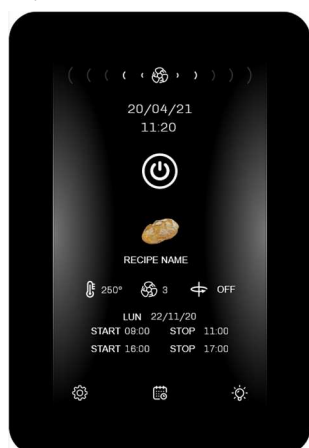 20/04/21
11:20
RECIPE NAME
250° 3 OFF
LUN 22/11/20
START 09:00 STOP 11:00
START 16:00 STOP 17:00